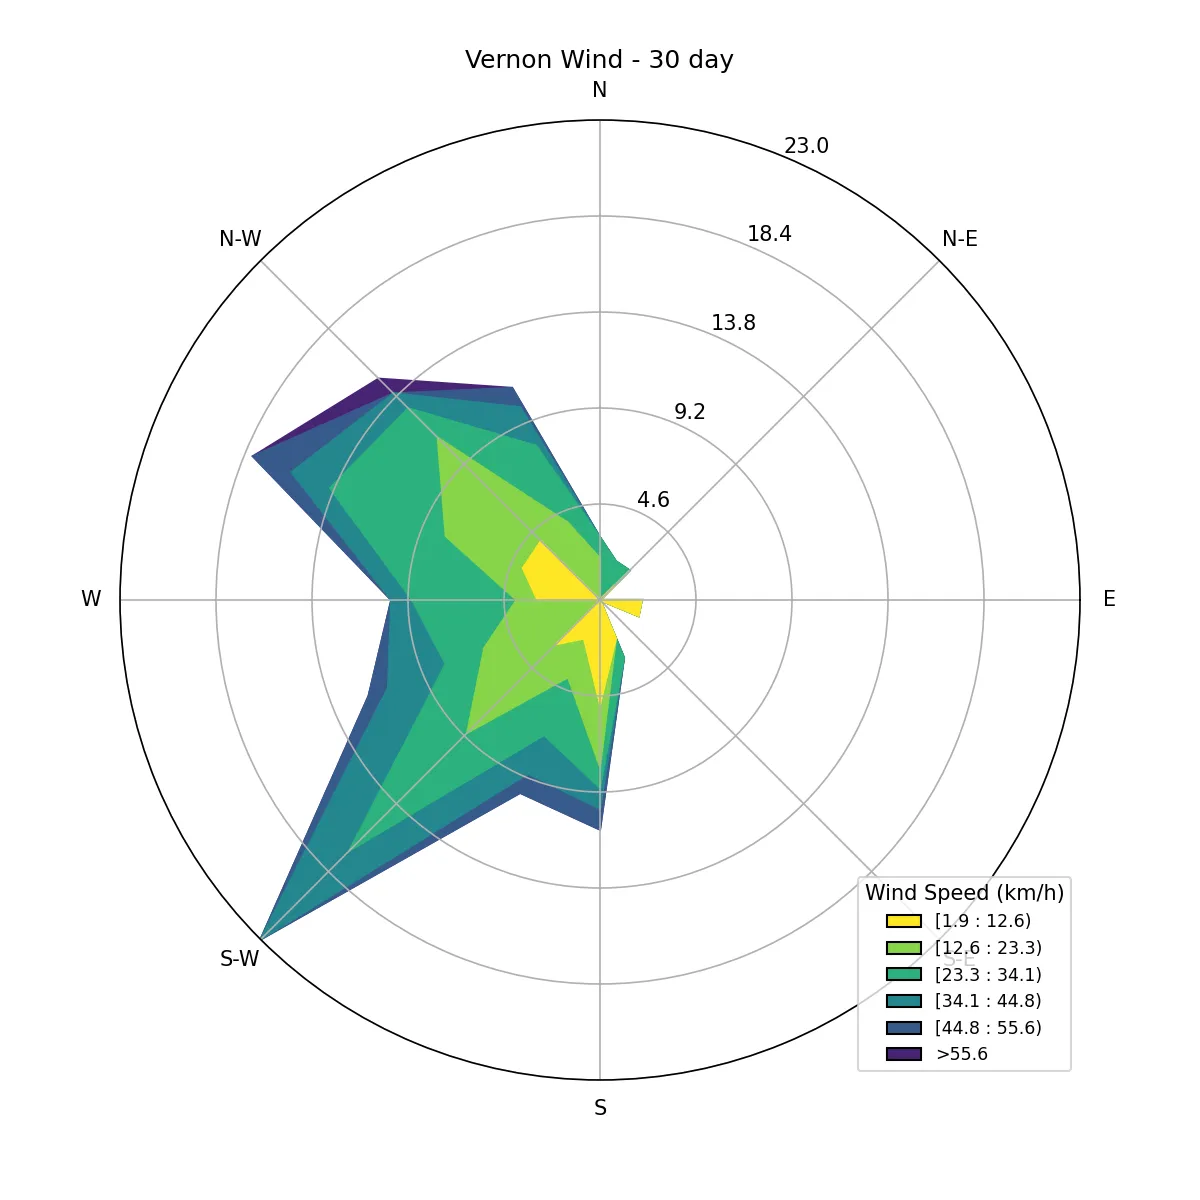 Vernon Wind - 30 day
N
23.0
N-W
18.4
N-E
13.8
9.2
4.6
W
E
S-W
S-E
S
Wind Speed (km/h)
[1.9 : 12.6)
[12.6 : 23.3)
[23.3 : 34.1)
[34.1 : 44.8)
[44.8 : 55.6)
>55.6